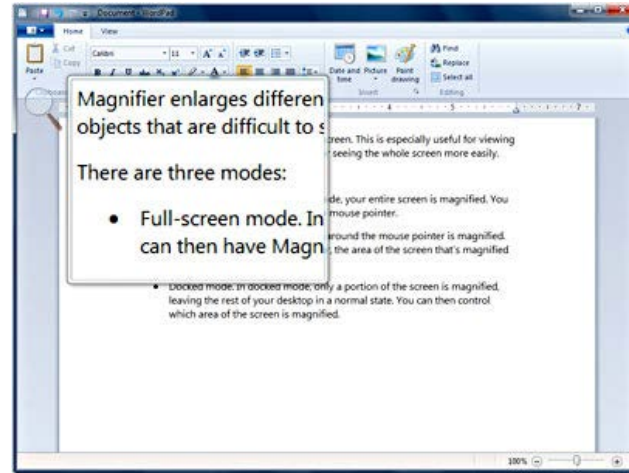 Document - WordPad
Home View
Cut
Copy
Paste
Calibri 11
Date and time
Picture
Paint drawing
Insert
Find
Replace
Select all
Editing
Magnifier enlarges differen
objects that are difficult to s
There are three modes:
• Full-screen mode. In
can then have Magn
creen. This is especially useful for viewing
seeing the whole screen more easily.
de, your entire screen is magnified. You
mouse pointer.
around the mouse pointer is magnified.
, the area of the screen that's magnified
• Docked mode. In docked mode, only a portion of the screen is magnified,
leaving the rest of your desktop in a normal state. You can then control
which area of the screen is magnified.
100%